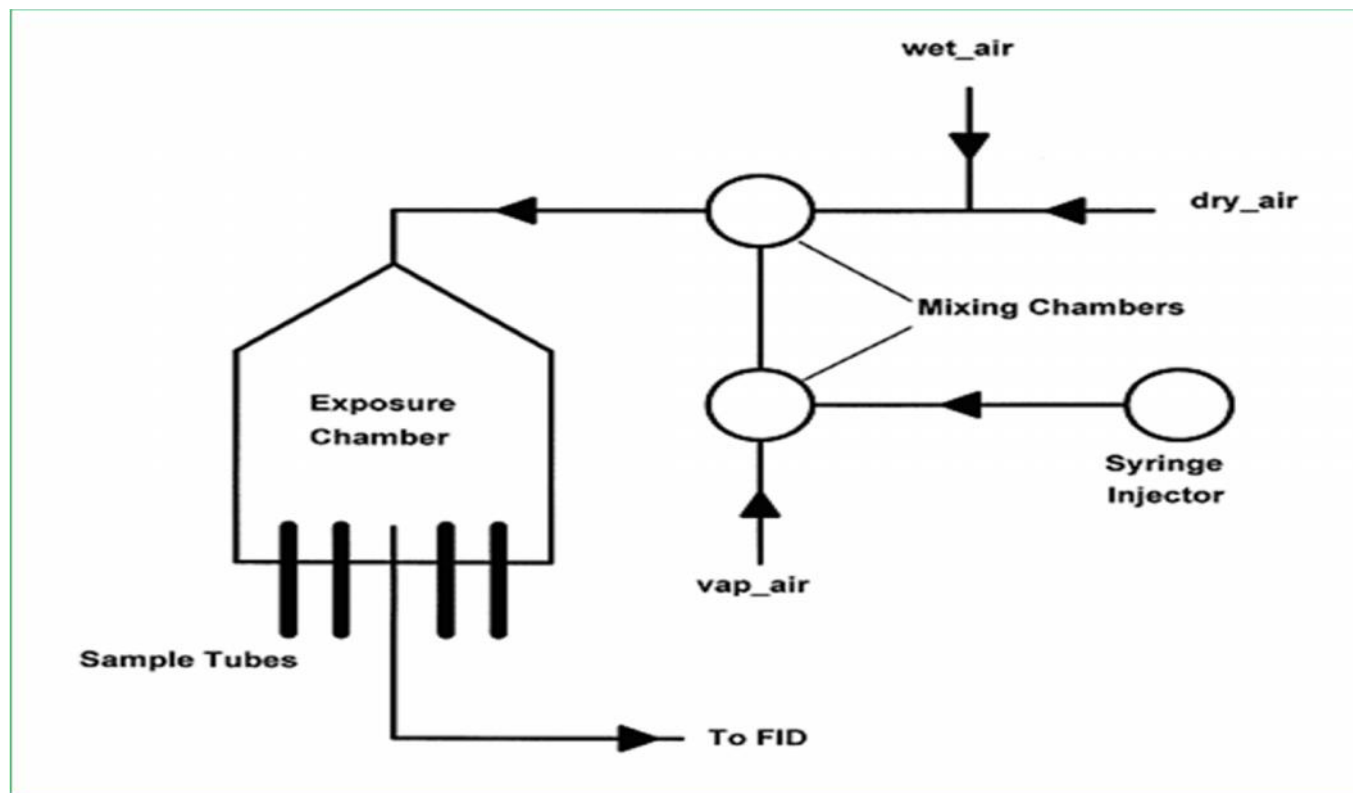 wet_air
dry_air
Mixing Chambers
Exposure
Chamber
Syringe
Injector
vap_air
Sample Tubes
To FID